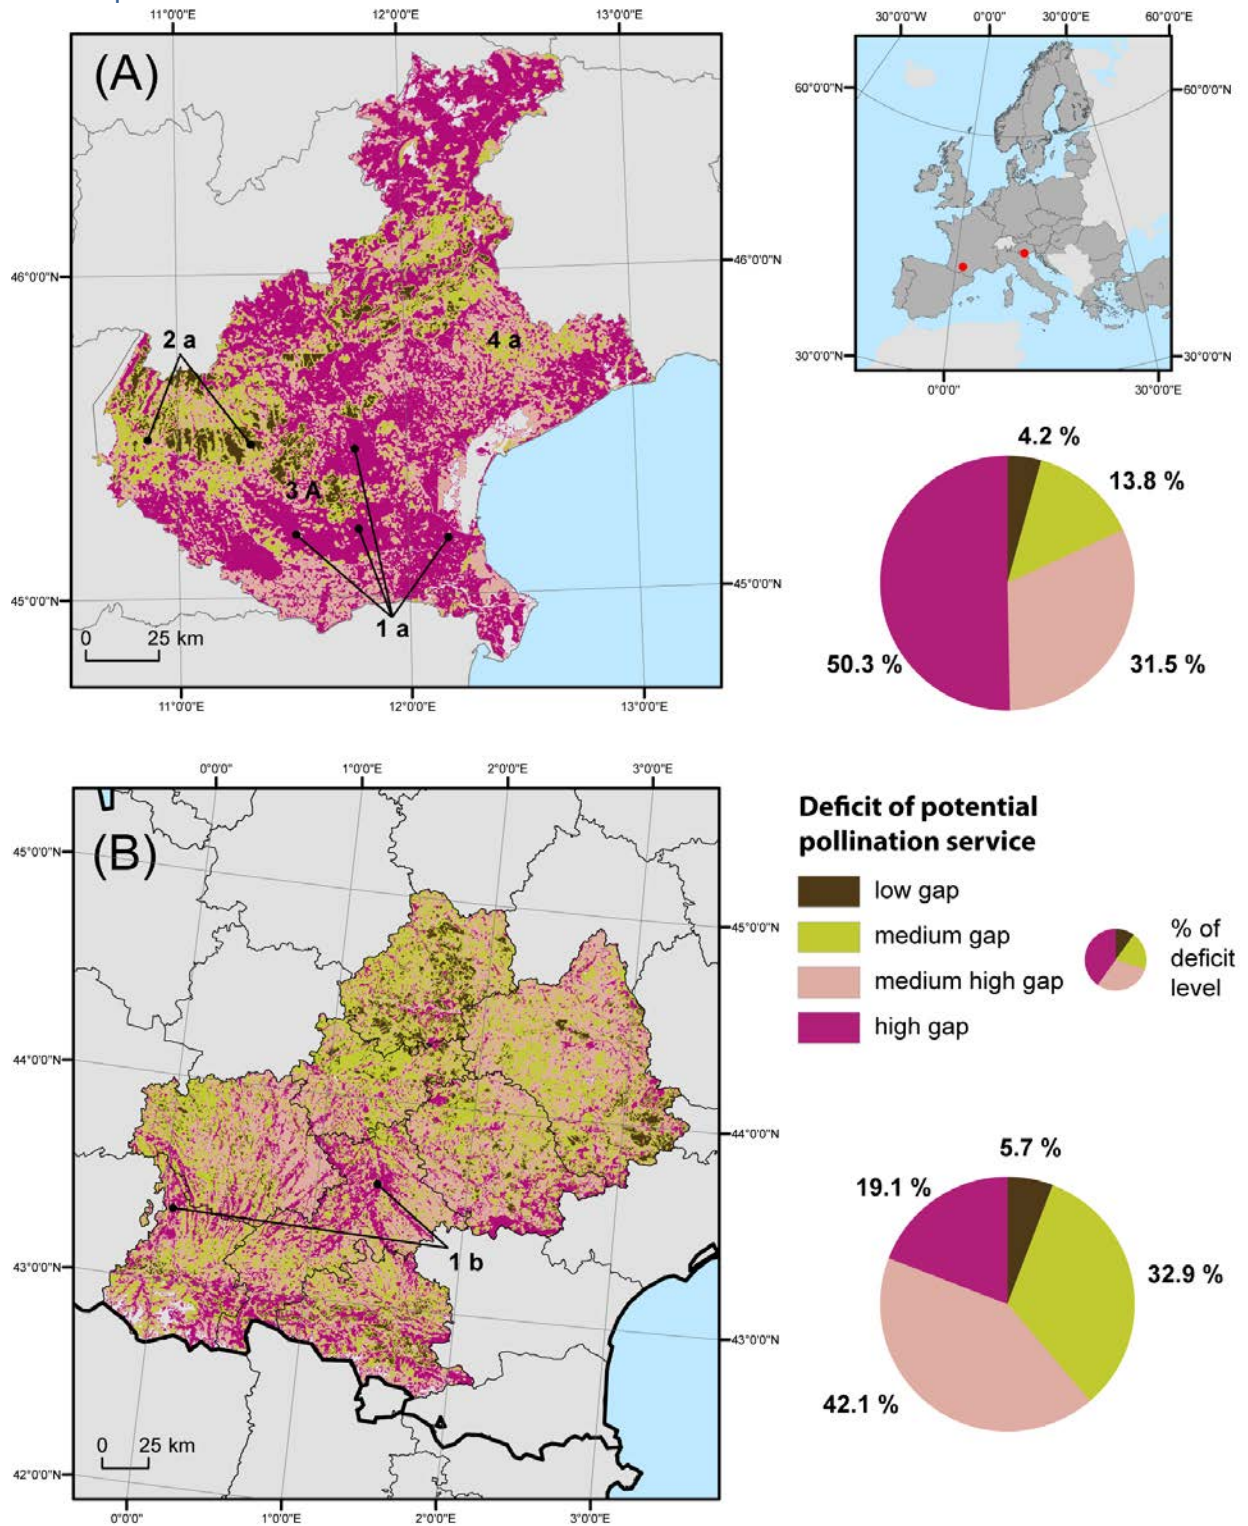 11°0'0"E 12°0'0"E 13°0'0"E
(A)
46°0'0"N 46°0'0"N
2 a
4 a
3 A
45°0'0"N 45°0'0"N
1 a
0 25 km
11°0'0"E 12°0'0"E 13°0'0"E
30°0'0"W 0°0'0" 30°0'0"E 60°0'0"E
60°0'0"N 60°0'0"N
30°0'0"N 30°0'0"N
0°0'0" 30°0'0"E
4.2 %
13.8 %
50.3 %
31.5 %
0°0'0" 1°0'0"E 2°0'0"E 3°0'0"E
(B)
45°0'0"N
45°0'0"N
44°0'0"N
44°0'0"N
1 b
43°0'0"N
43°0'0"N
0 25 km
42°0'0"N
0°0'0" 1°0'0"E 2°0'0"E 3°0'0"E
Deficit of potential
pollination service
low gap
medium gap
medium high gap
high gap
% of
deficit
level
5.7 %
19.1 %
32.9 %
42.1 %